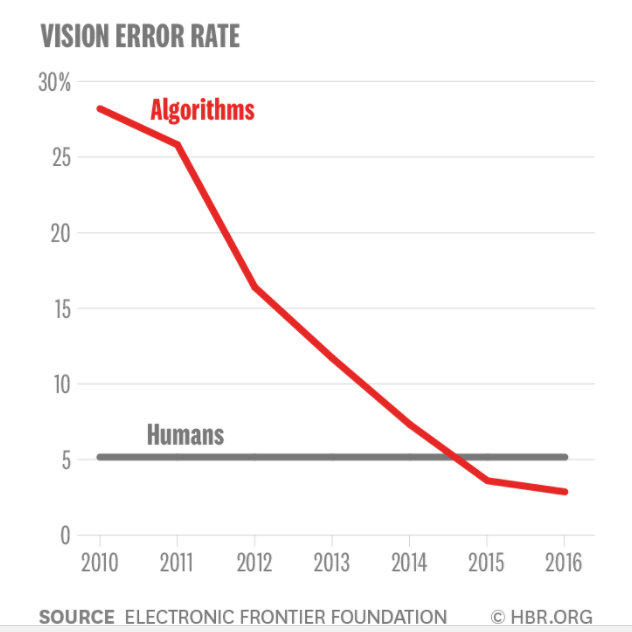 VISION ERROR RATE
30%
Algorithms
25
20
15
10
Humans
5
0
2010 2011 2012 2013 2014 2015 2016
SOURCE ELECTRONIC FRONTIER FOUNDATION © HBR.ORG